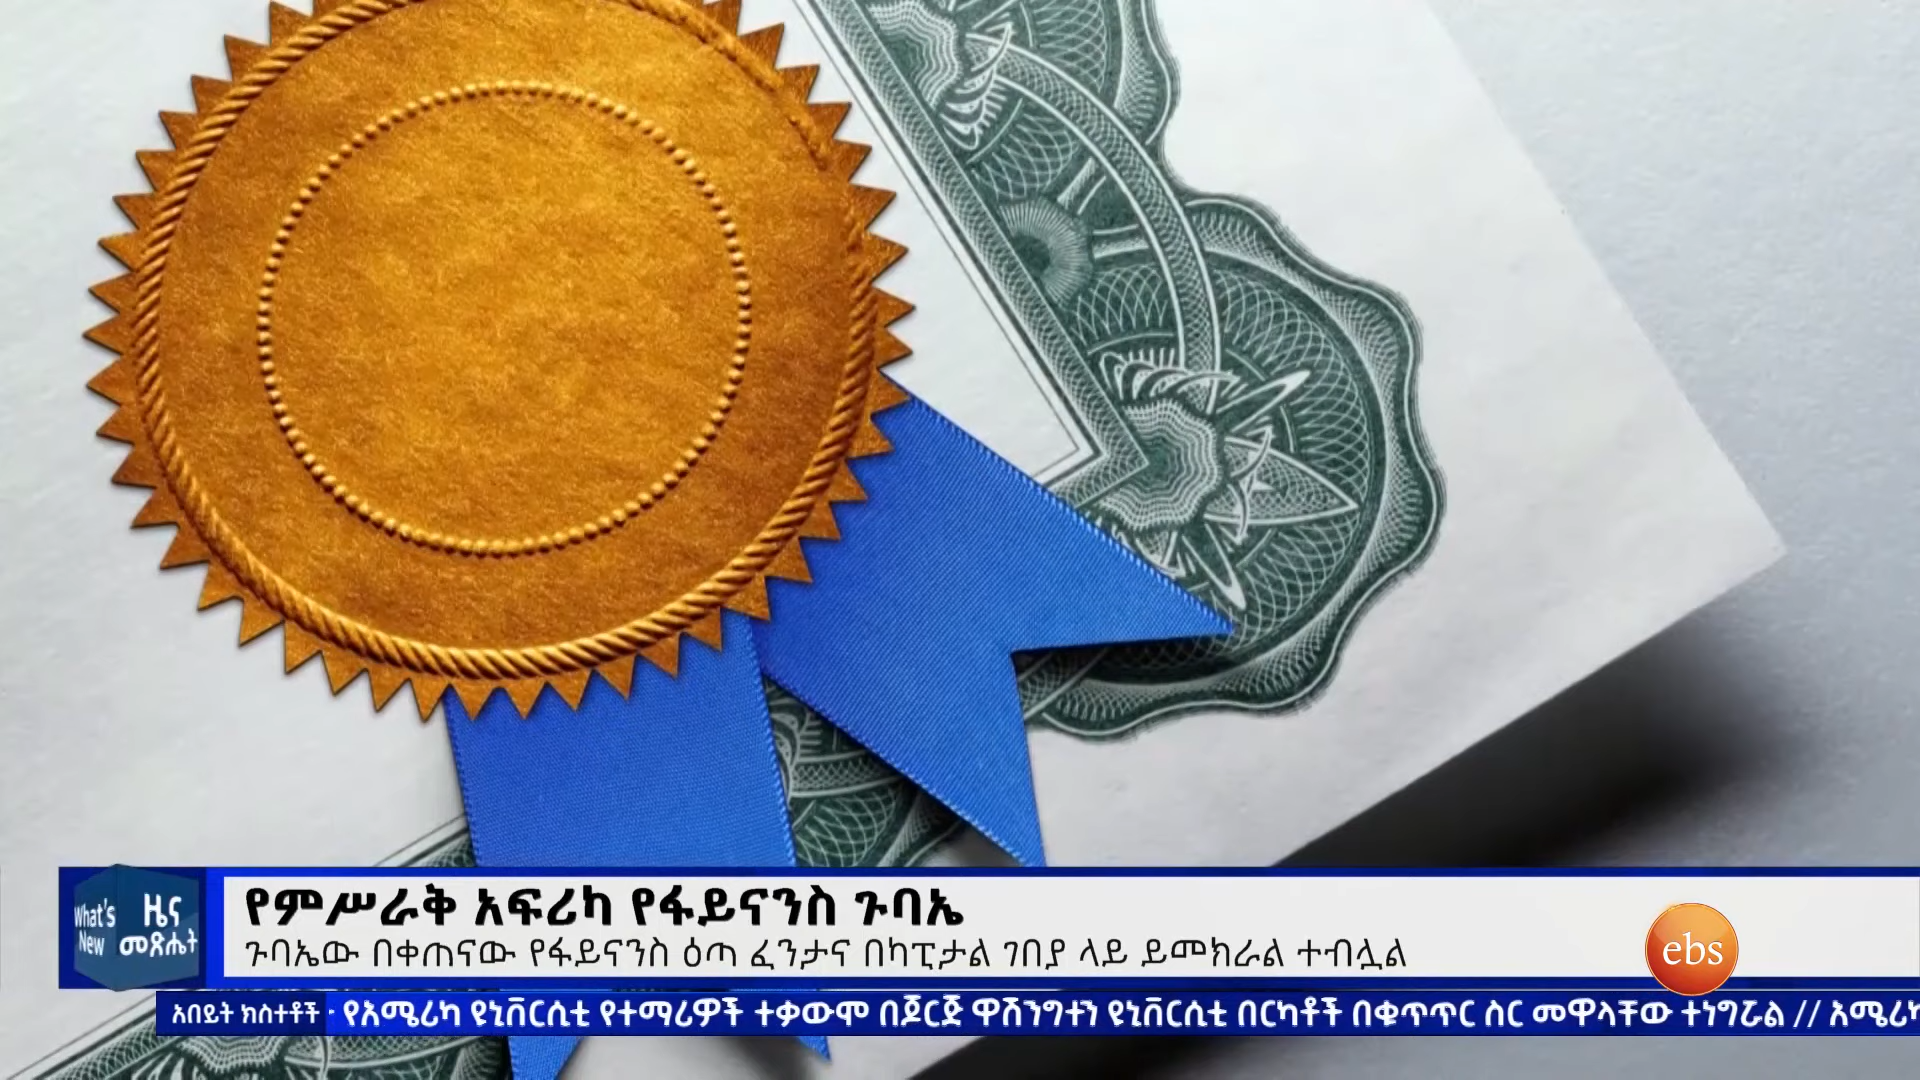 What's New
ዜና መጽሔት
የምሥራቅ አፍሪካ የፋይናንስ ጉባኤ
ጉባኤው በቀጠናው የፋይናንስ ዕጣ ፈንታና በካፒታል ገበያ ላይ ይመክራል ተብሏል
ebs
አበይት ክስተቶች · የአሜሪካ ዩኒቨርሲቲ የተማሪዎች ተቃውሞ በጆርጅ ዋሽንግተን ዩኒቨርሲቲ በርካቶች በቁጥጥር ስር መዋላቸው ተነግሯል // አሜሪካ